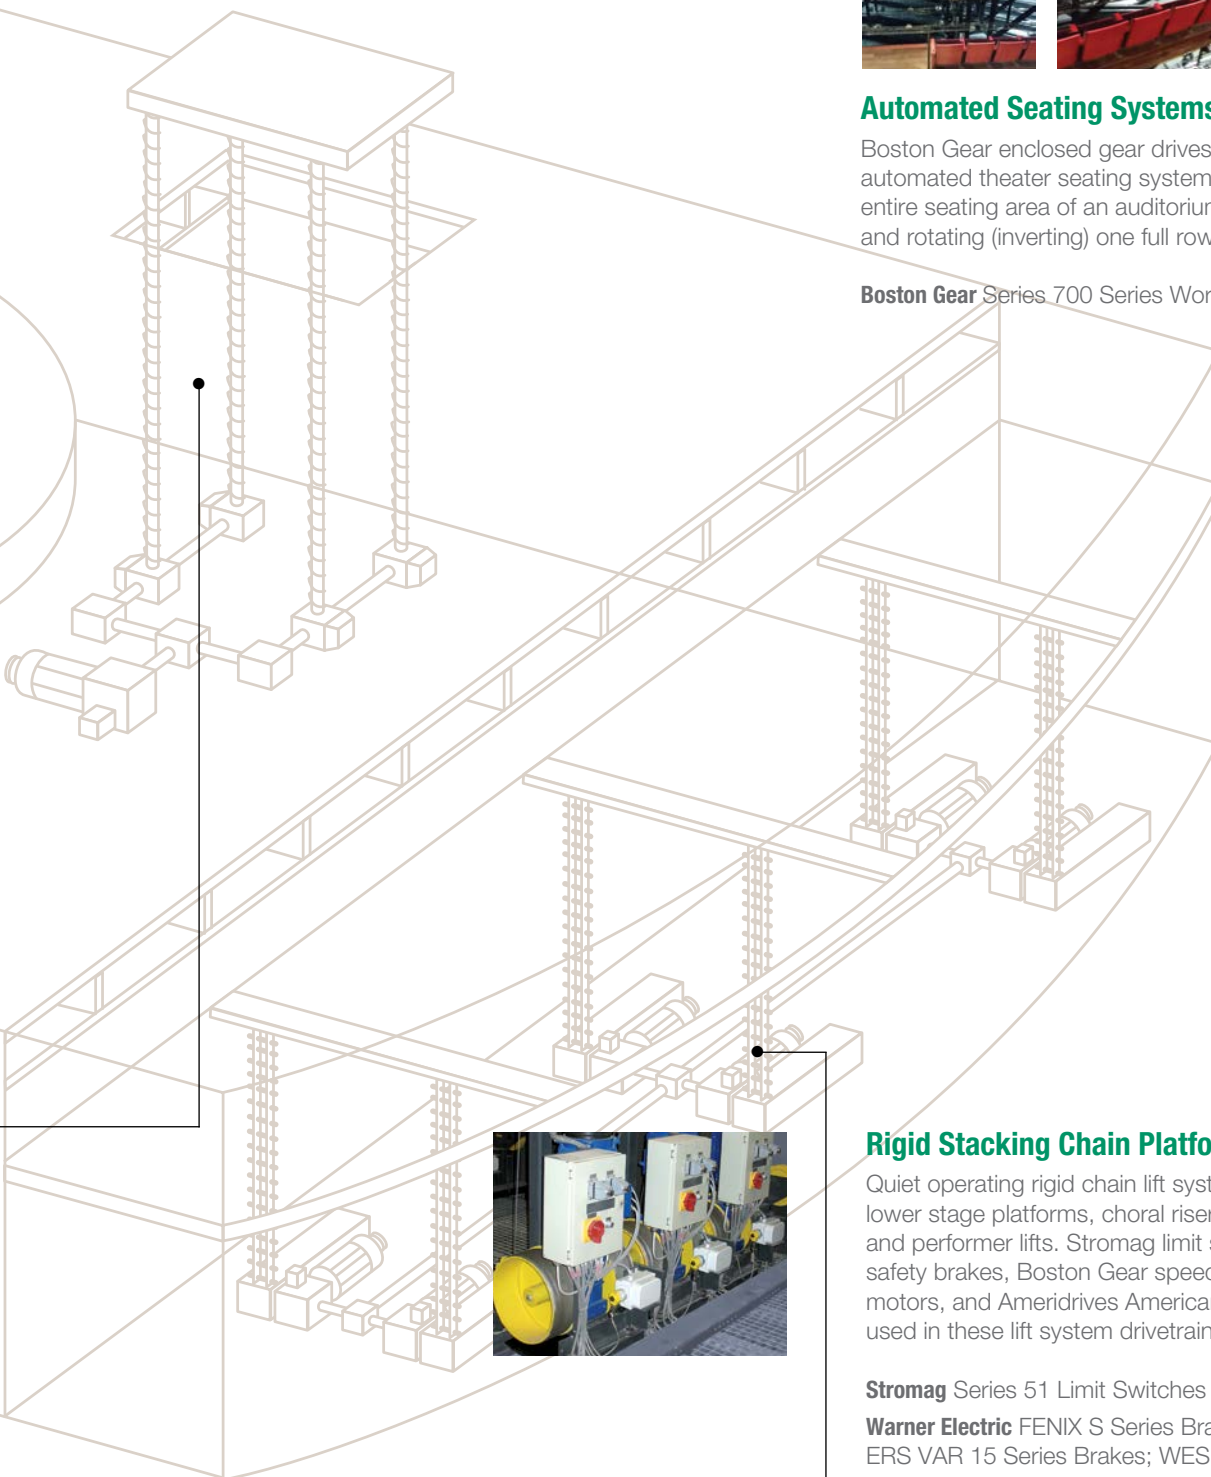 Automated Seating Systems
Boston Gear enclosed gear drives
automated theater seating system
entire seating area of an auditorium
and rotating (inverting) one full row
Boston Gear Series 700 Series Wor
Rigid Stacking Chain Platfo
Quiet operating rigid chain lift syst
lower stage platforms, choral riser
and performer lifts. Stromag limit s
safety brakes, Boston Gear speed
motors, and Ameridrives America
used in these lift system drivetrain
Stromag Series 51 Limit Switches
Warner Electric FENIX S Series Bra
ERS VAR 15 Series Brakes; WES